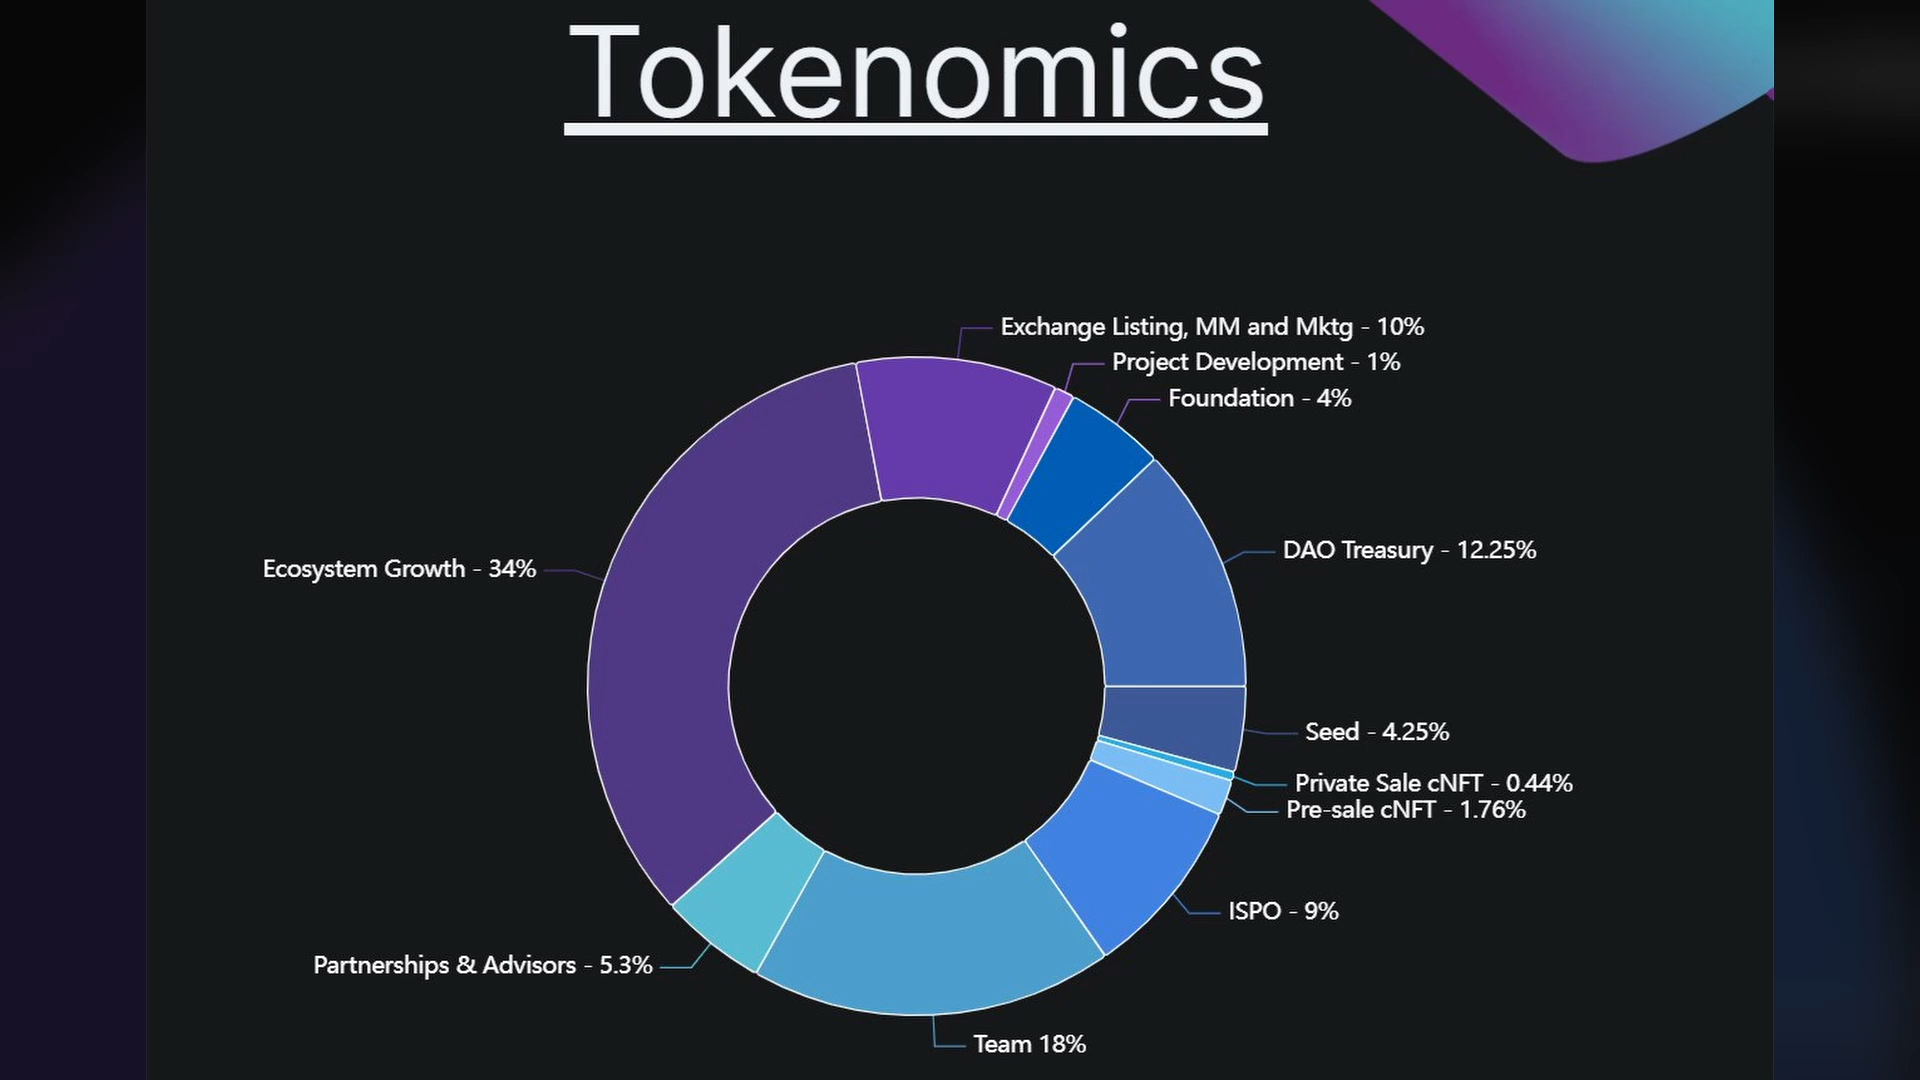 Tokenomics
Exchange Listing, MM and Mktg - 10%
Project Development - 1%
Foundation - 4%
DAO Treasury - 12.25%
Ecosystem Growth - 34%
Seed - 4.25%
Private Sale cNFT - 0.44%
Pre-sale cNFT - 1.76%
ISPO - 9%
Partnerships & Advisors - 5.3%
Team 18%